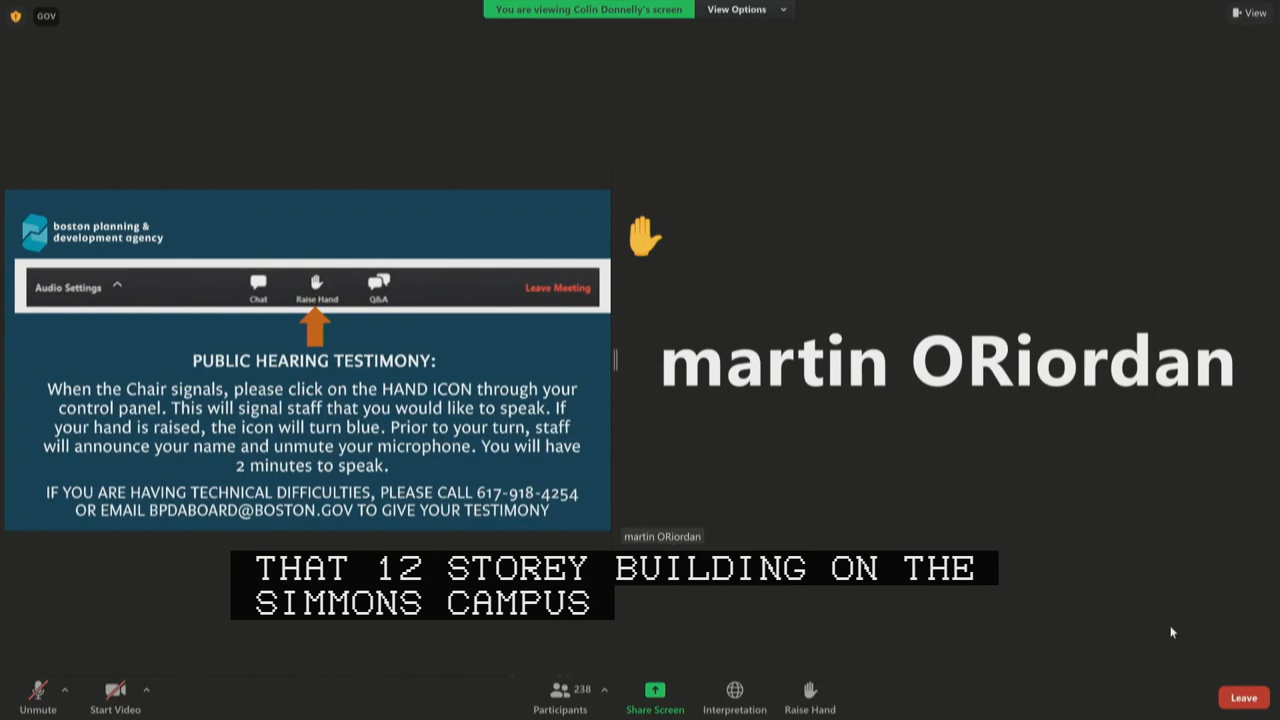 GOV
You are viewing Colin Donnelly's screen
View Options
View
boston planning &
development agency
Audio Settings
Chat
Raise Hand
Q&A
Leave Meeting
PUBLIC HEARING TESTIMONY:
When the Chair signals, please click on the HAND ICON through your
control panel. This will signal staff that you would like to speak. If
your hand is raised, the icon will turn blue. Prior to your turn, staff
will announce your name and unmute your microphone. You will have
2 minutes to speak.
IF YOU ARE HAVING TECHNICAL DIFFICULTIES, PLEASE CALL 617-918-4254
OR EMAIL BPDABOARD@BOSTON.GOV TO GIVE YOUR TESTIMONY
martin ORiordan
martin ORiordan
THAT 12 STOREY BUILDING ON THE
SIMMONS CAMPUS
Unmute
Start Video
238
Participants
Share Screen
Interpretation
Raise Hand
Leave